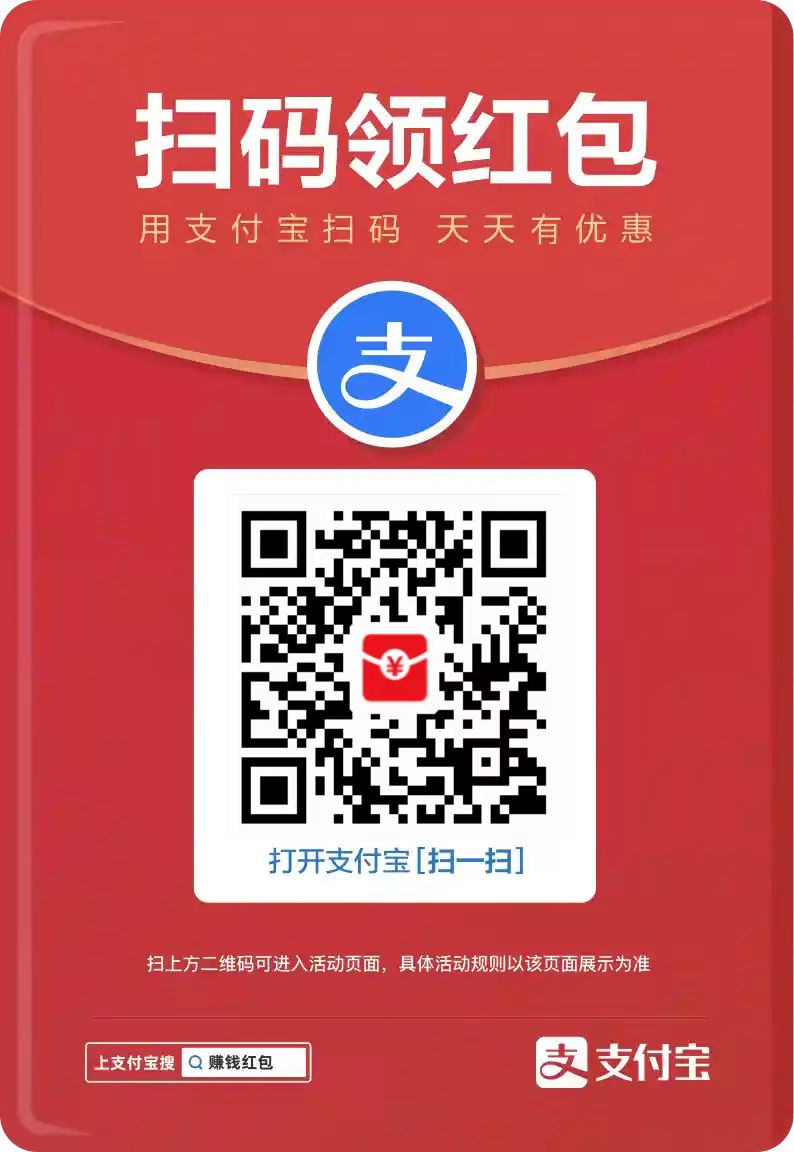 扫码领红包
用支付宝扫码 天天有优惠
支
¥
打开支付宝[扫一扫]
扫上方二维码可进入活动页面，具体活动规则以该页面展示为准
上支付宝搜 赚钱红包
支 支付宝